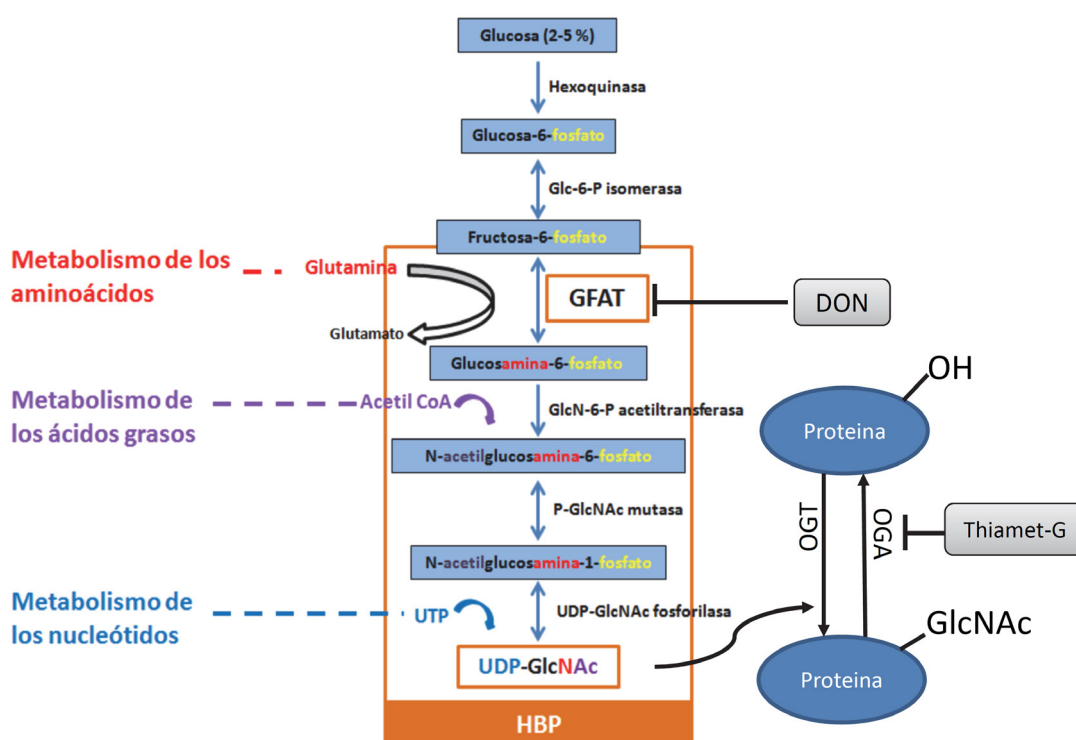 Glucosa (2-5 %)
Hexoquinasa
Glucosa-6-fosfato
Glc-6-P isomerasa
Fructosa-6-fosfato
Metabolismo de los
aminoácidos
Glutamina
GFAT
DON
Glutamato
Glucosamina-6-fosfato
OH
Metabolismo de
los ácidos grasos
Acetil CoA
GlcN-6-P acetiltransferasa
Proteina
N-acetilglucosamina-6-fosfato
P-GlcNAc mutasa
OGT
OGA
Thiamet-G
N-acetilglucosamina-1-fosfato
Metabolismo de
los nucleótidos
UTP
UDP-GlcNAc fosforilasa
GlcNAc
UDP-GlcNAc
Proteina
HBP